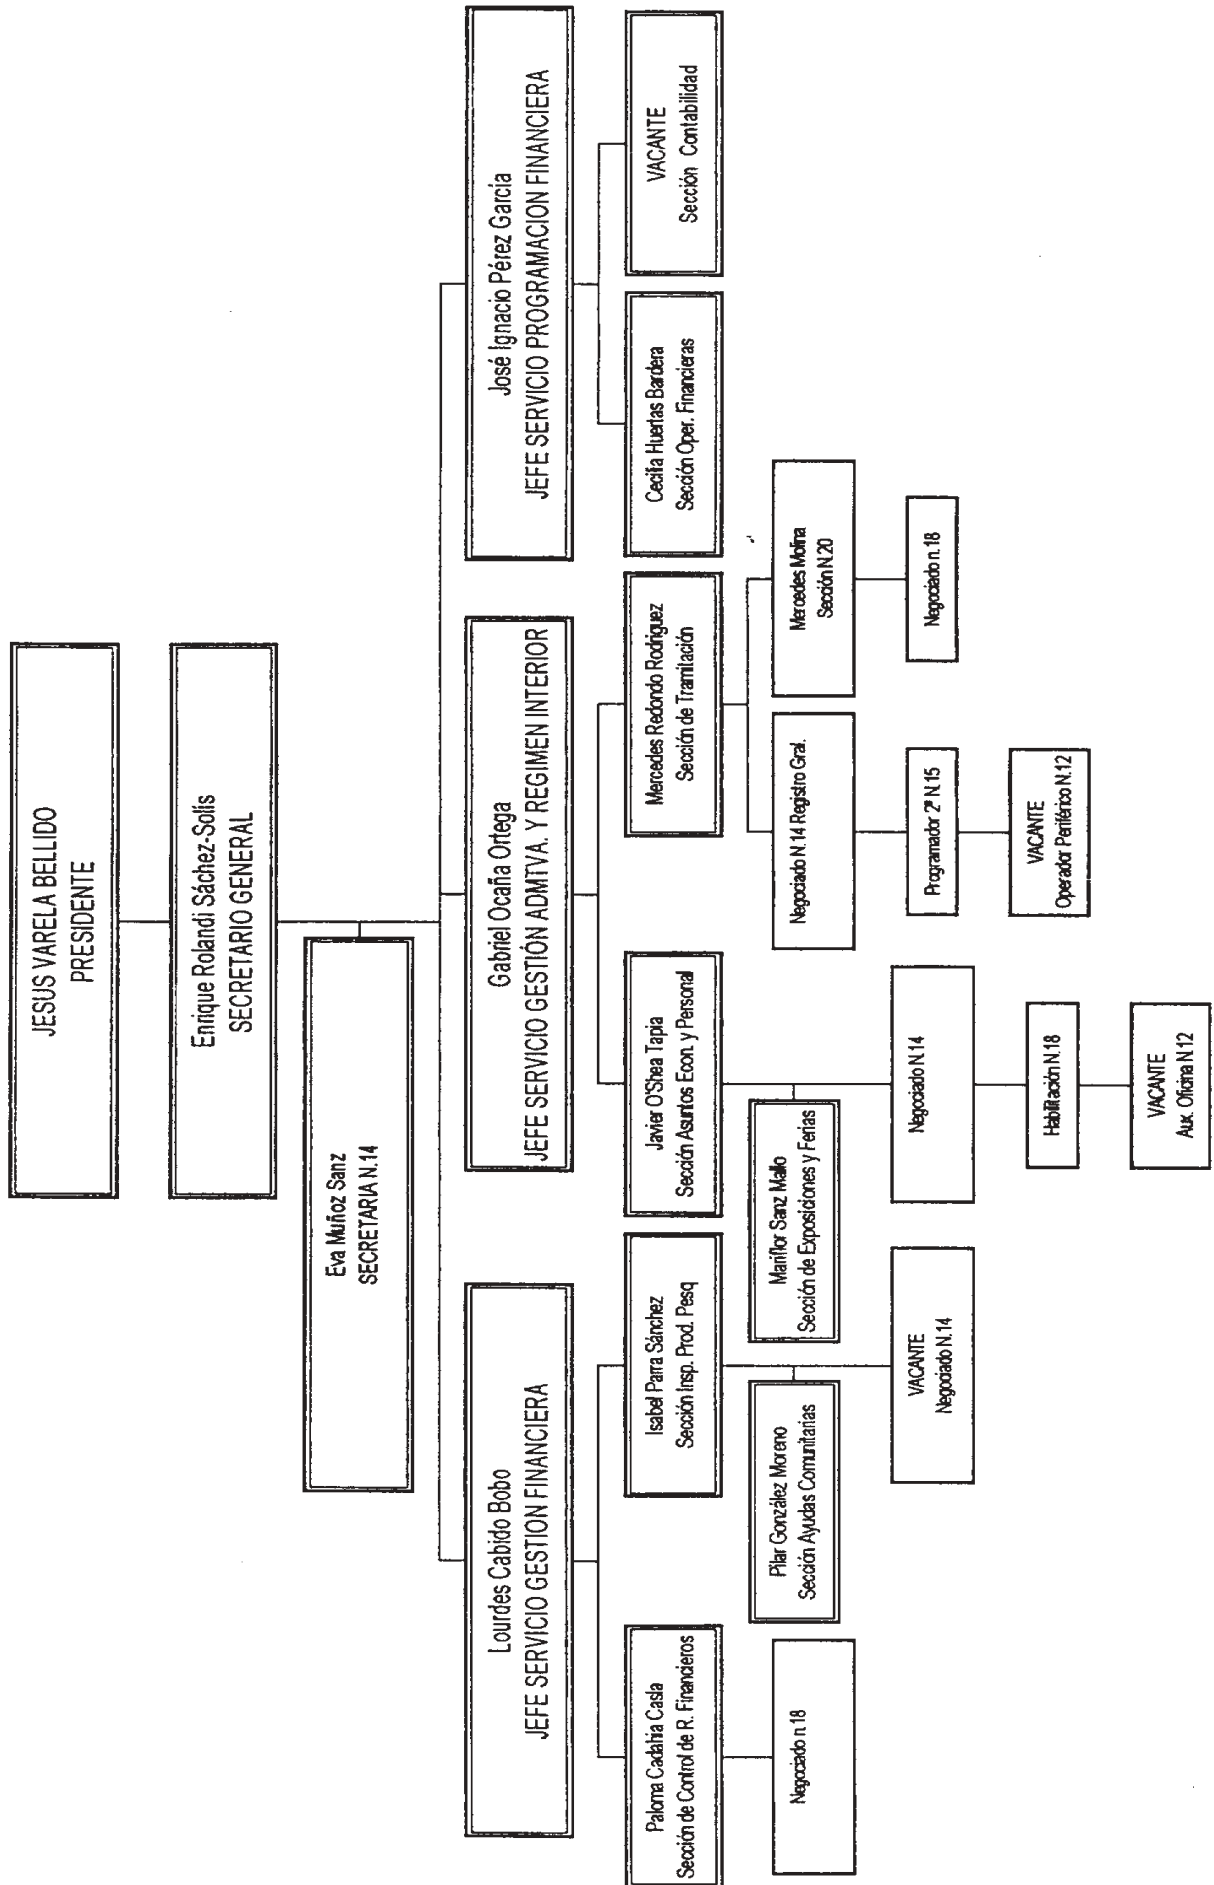 JESUS VARELA BELLIDO
PRESIDENTE
Enrique Rolandi Sáchez-Solís
SECRETARIO GENERAL
Eva Muñoz Sanz
SECRETARIA N.14
Lourdes Cabido Bobo
JEFE SERVICIO GESTION FINANCIERA
Gabriel Ocaña Ortega
JEFE SERVICIO GESTIÓN ADMTVA. Y REGIMEN INTERIOR
José Ignacio Pérez García
JEFE SERVICIO PROGRAMACION FINANCIERA
Paloma Cadahia Casla
Sección de Control de R. Financieros
Isabel Parra Sánchez
Sección Insp. Prod. Pesq
Javier O'Shea Tapia
Sección Asuntos Econ. y Personal
Mercedes Redondo Rodriguez
Sección de Tramitación
Cecilia Huertas Bardera
Sección Oper. Financieras
VACANTE
Sección Contabilidad
Negociado n.18
Pilar González Moreno
Sección Ayudas Comunitarias
Mariflor Sanz Mallo
Sección de Exposiciones y Ferias
Negociado N.14 Registro Gral.
Mercedes Molina
Sección N.20
VACANTE
Negociado N.14
Negociado N.14
Programador 2ª N.15
Negociado n.18
Habilitación N.18
VACANTE
Operador Periférico N.12
VACANTE
Aux. Oficina N.12